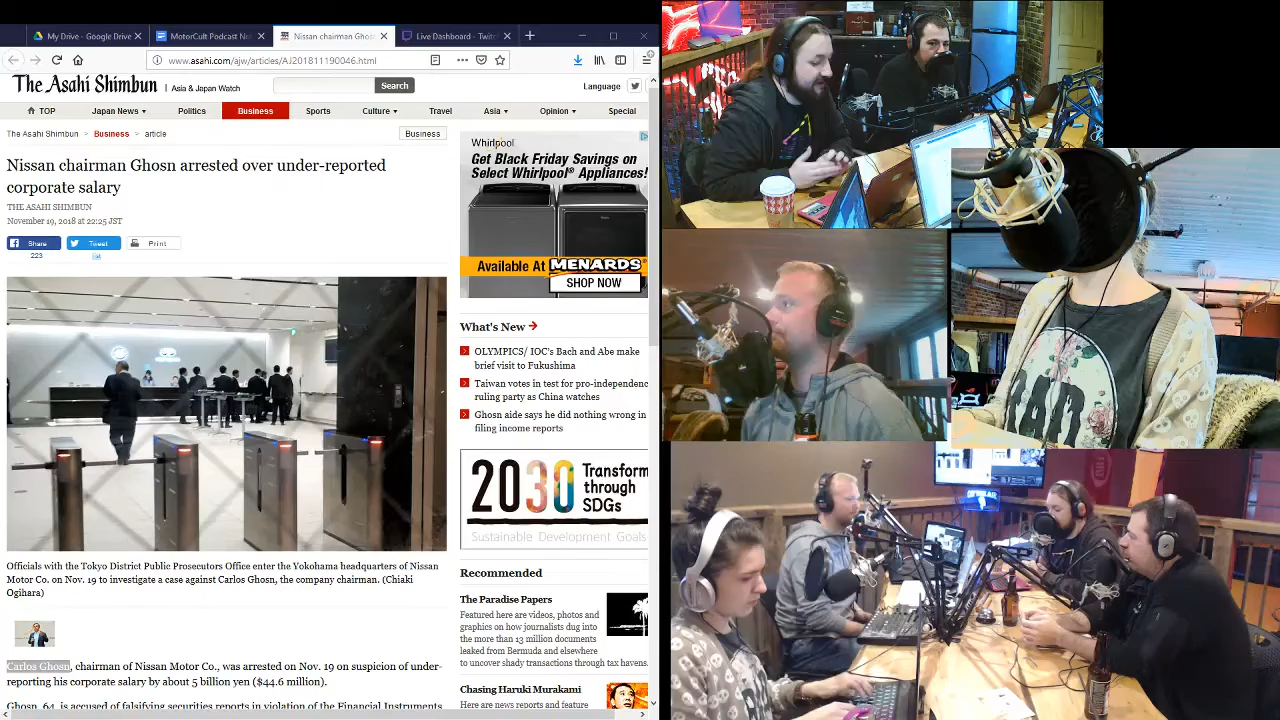 My Drive - Google Drive
MotorCult Podcast No
Nissan chairman Ghosn
Live Dashboard - Twitch
www.asahi.com/ajw/articles/AJ201811190046.html
The Asahi Shimbun
Asia & Japan Watch
Search
Language
TOP
Japan News
Politics
Business
Sports
Culture
Travel
Asia
Opinion
Special
The Asahi Shimbun
Business
article
Business
Nissan chairman Ghosn arrested over under-reported
corporate salary
THE ASAHI SHIMBUN
November 19, 2018 at 22:25 JST
Share
Tweet
Print
223
Officials with the Tokyo District Public Prosecutors Office enter the Yokohama headquarters of Nissan
Motor Co. on Nov. 19 to investigate a case against Carlos Ghosn, the company chairman. (Chiaki
Ogihara)
Carlos Ghosn, chairman of Nissan Motor Co., was arrested on Nov. 19 on suspicion of under-
reporting his corporate salary by about 5 billion yen ($44.6 million).
Whirlpool
Get Black Friday Savings on
Select Whirlpool® Appliances!
Available At MENARDS
SHOP NOW
What's New
OLYMPICS/ IOC's Bach and Abe make
brief visit to Fukushima
Taiwan votes in test for pro-independenc
ruling party as China watches
Ghosn aide says he did nothing wrong in
filing income reports
2030
Transform
through
SDGs
Sustainable Development Goals
Recommended
The Paradise Papers
Featured here are videos, photos and
graphics on how journalists dug into
the more than 13 million documents
leaked from Bermuda and elsewhere
to uncover shady transactions through tax havens.
Chasing Haruki Murakami
Here are news reports and feature